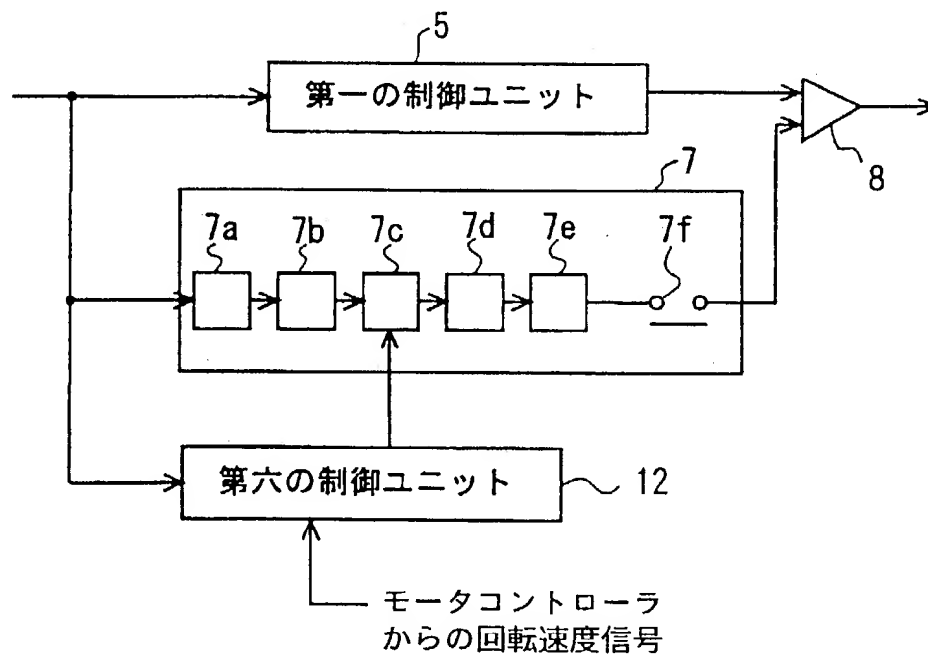 5
第一の制御ユニット
8
7
7a
7b
7c
7d
7e
7f
第六の制御ユニット
12
モータコントローラ
からの回転速度信号